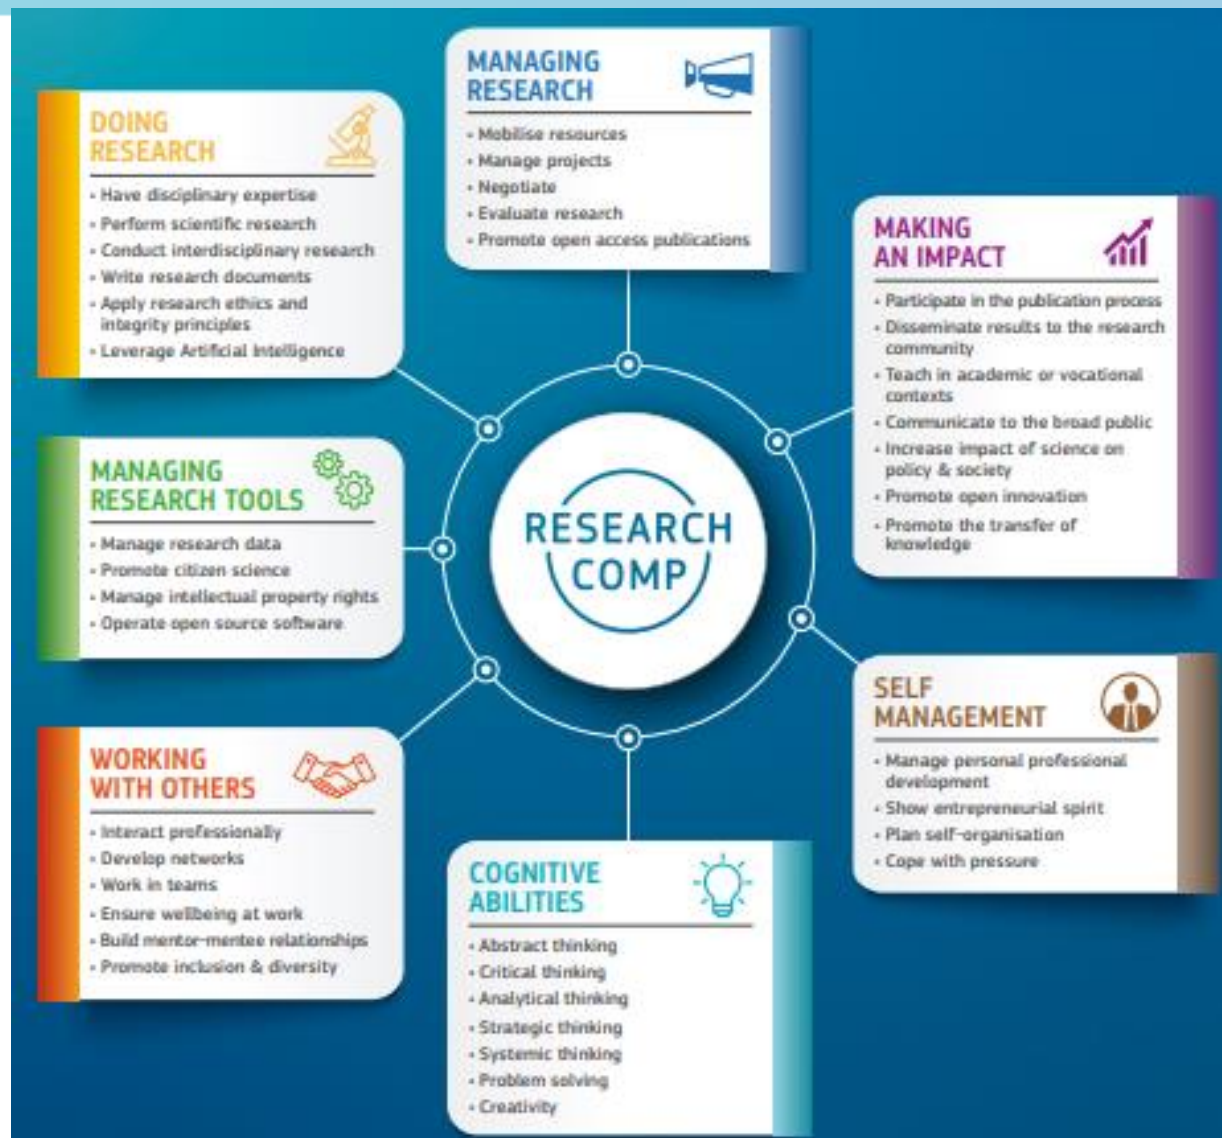 MANAGING
RESEARCH
• Mobilise resources
• Manage projects
• Negotiate
• Evaluate research
• Promote open access publications
DOING
RESEARCH
• Have disciplinary expertise
• Perform scientific research
• Conduct interdisciplinary research
• Write research documents
• Apply research ethics and
integrity principles
• Leverage Artificial Intelligence
MAKING
AN IMPACT
• Participate in the publication process
• Disseminate results to the research
community
• Teach in academic or vocational
contexts
• Communicate to the broad public
• Increase impact of science on
policy & society
• Promote open innovation
• Promote the transfer of
knowledge
MANAGING
RESEARCH TOOLS
• Manage research data
• Promote citizen science
• Manage intellectual property rights
• Operate open source software
RESEARCH
COMP
SELF
MANAGEMENT
• Manage personal professional
development
• Show entrepreneurial spirit
• Plan self-organisation
• Cope with pressure
WORKING
WITH OTHERS
• Interact professionally
• Develop networks
• Work in teams
• Ensure wellbeing at work
• Build mentor-mentee relationships
• Promote inclusion & diversity
COGNITIVE
ABILITIES
• Abstract thinking
• Critical thinking
• Analytical thinking
• Strategic thinking
• Systemic thinking
• Problem solving
• Creativity